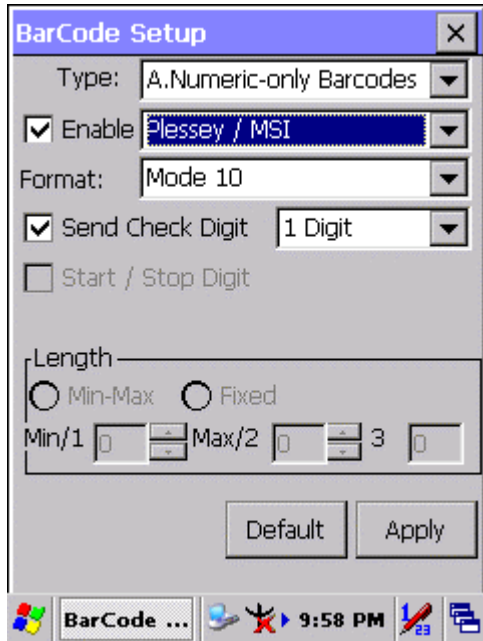 BarCode Setup
Type: A.Numeric-only Barcodes
Enable Plessey / MSI
Format: Mode 10
Send Check Digit 1 Digit
Start / Stop Digit
Length
Min-Max Fixed
Min/1 0 Max/2 0 3 0
Default Apply
BarCode ... 9:58 PM 123